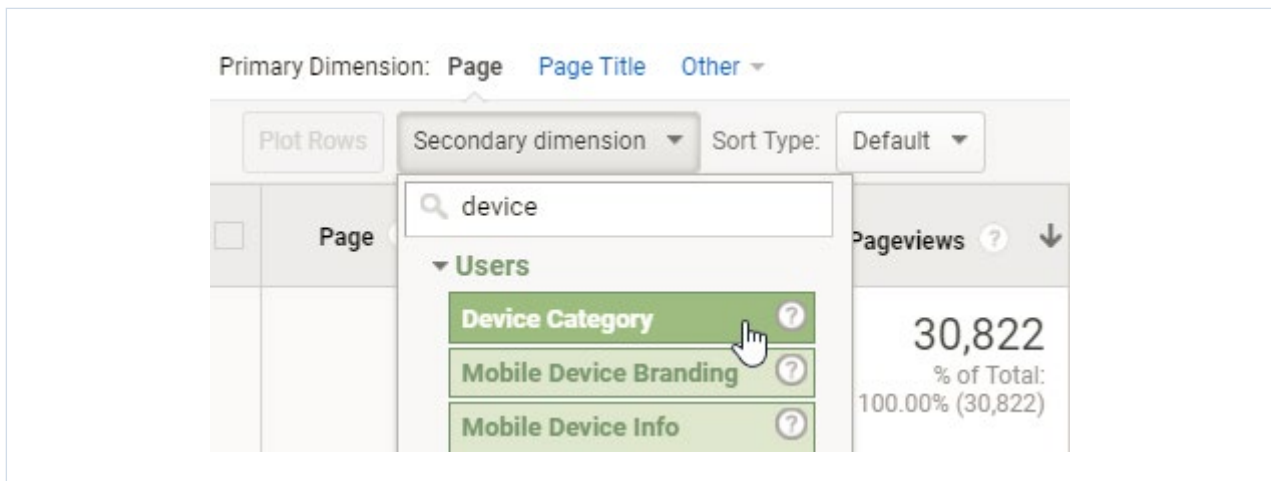 Primary Dimension: Page Page Title Other
Plot Rows Secondary dimension Sort Type: Default
device
Page Pageviews ?
Users
Device Category ?
30,822
Mobile Device Branding ?
% of Total:
100.00% (30,822)
Mobile Device Info ?